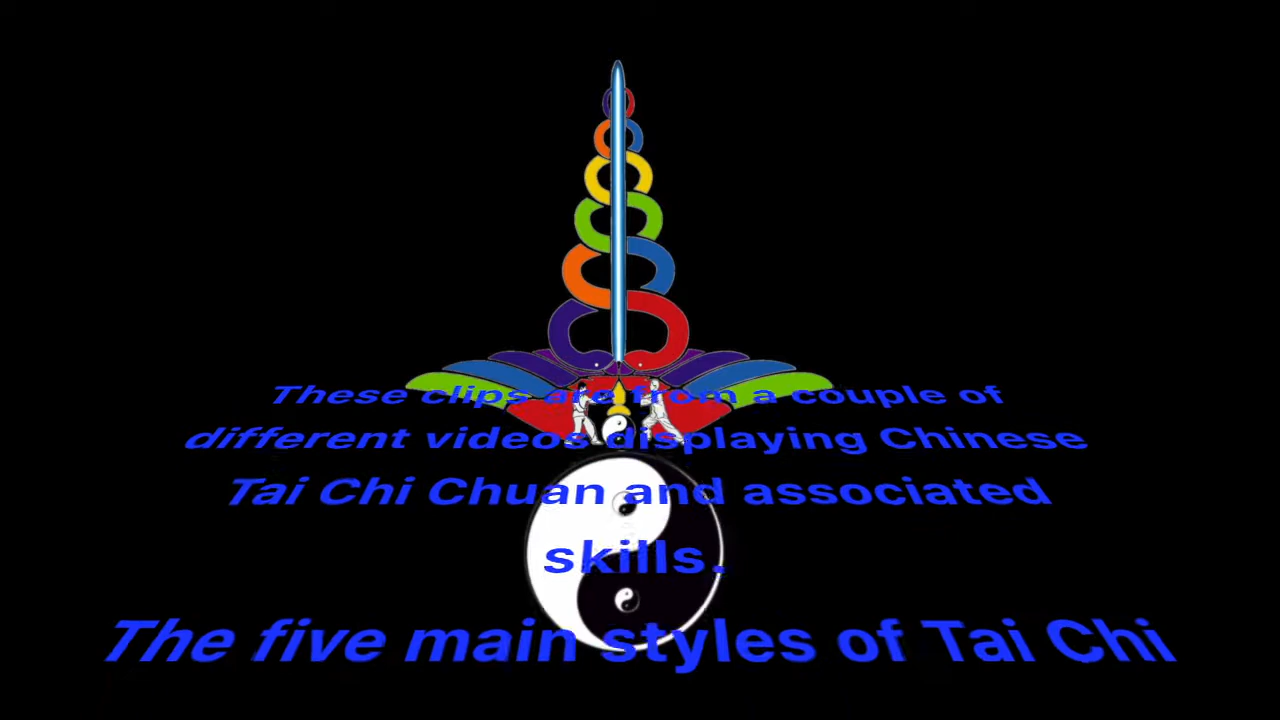 These clips are from a couple of
different videos displaying Chinese
Tai Chi Chuan and associated
skills.
The five main styles of Tai Chi